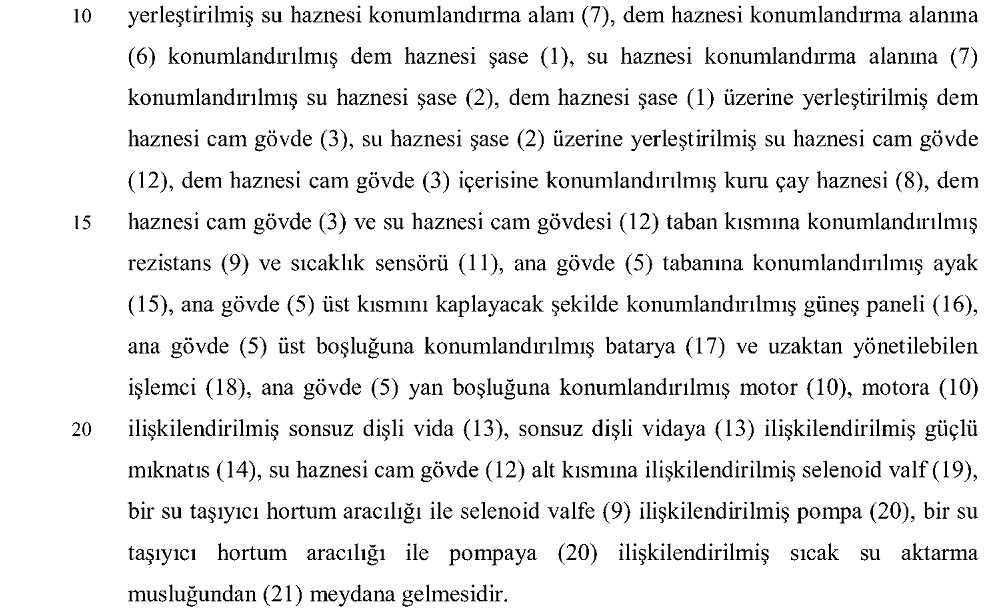 10 yerleştirilmiş su haznesi konumlandırma alanı (7), dem haznesi konumlandırma alanına
(6) konumlandırılmış dem haznesi şase (1), su haznesi konumlandırma alanına (7)
konumlandırılmış su haznesi şase (2), dem haznesi şase (1) üzerine yerleştirilmiş dem
haznesi cam gövde (3), su haznesi şase (2) üzerine yerleştirilmiş su haznesi cam gövde
(12), dem haznesi cam gövde (3) içerisine konumlandırılmış kuru çay haznesi (8), dem
15 haznesi cam gövde (3) ve su haznesi cam gövdesi (12) taban kısmına konumlandırılmış
rezistans (9) ve sıcaklık sensörü (11), ana gövde (5) tabanına konumlandırılmış ayak
(15), ana gövde (5) üst kısmını kaplayacak şekilde konumlandırılmış güneş paneli (16),
ana gövde (5) üst boşluğuna konumlandırılmış batarya (17) ve uzaktan yönetilebilen
işlemci (18), ana gövde (5) yan boşluğuna konumlandırılmış motor (10), motora (10)
20 ilişkilendirilmiş sonsuz dişli vida (13), sonsuz dişli vidaya (13) ilişkilendirilmiş güçlü
mıknatıs (14), su haznesi cam gövde (12) alt kısmına ilişkilendirilmiş selenoid valf (19),
bir su taşıyıcı hortum aracılığı ile selenoid valfe (9) ilişkilendirilmiş pompa (20), bir su
taşıyıcı hortum aracılığı ile pompaya (20) ilişkilendirilmiş sıcak su aktarma
musluğundan (21) meydana gelmesidir.